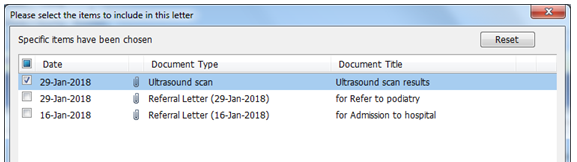 Please select the items to include in this letter
Specific items have been chosen Reset
Date Document Type Document Title
29-Jan-2018 Ultrasound scan Ultrasound scan results
29-Jan-2018 Referral Letter (29-Jan-2018) for Refer to podiatry
16-Jan-2018 Referral Letter (16-Jan-2018) for Admission to hospital